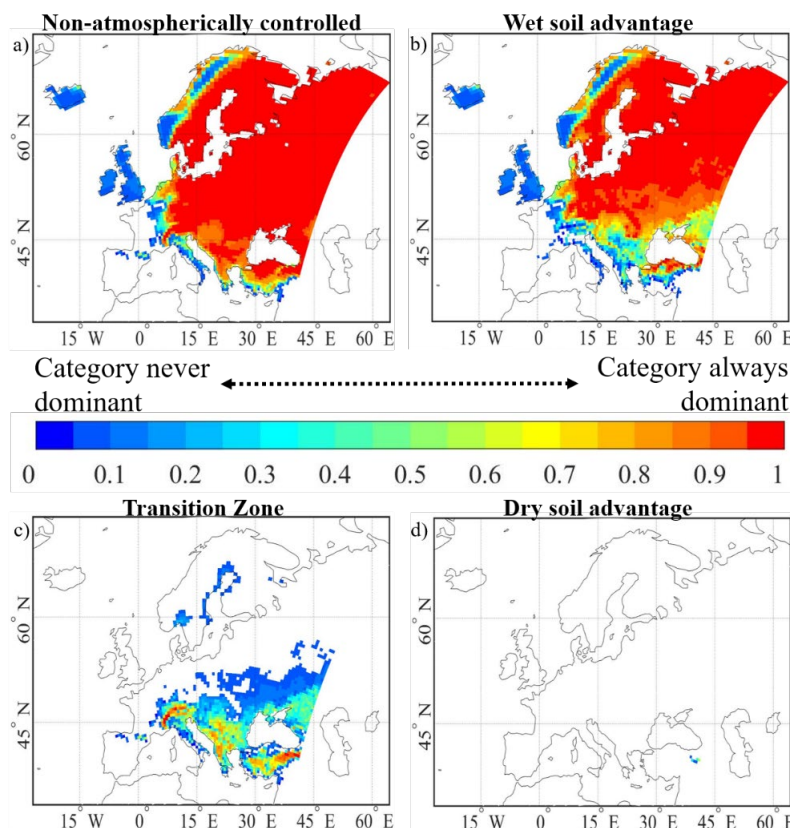 Non-atmospherically controlled
Wet soil advantage
a)
b)
60° N
45° N
60° N
45° N
15° W 0 15° E 30° E 45° E 60° E
15° W 0 15° E 30° E 45° E 60° E
Category never
dominant
Category always
dominant
0 0.1 0.2 0.3 0.4 0.5 0.6 0.7 0.8 0.9 1
Transition Zone
Dry soil advantage
c)
d)
60° N
45° N
60° N
45° N
15° W 0 15° E 30° E 45° E 60° E
15° W 0 15° E 30° E 45° E 60° E